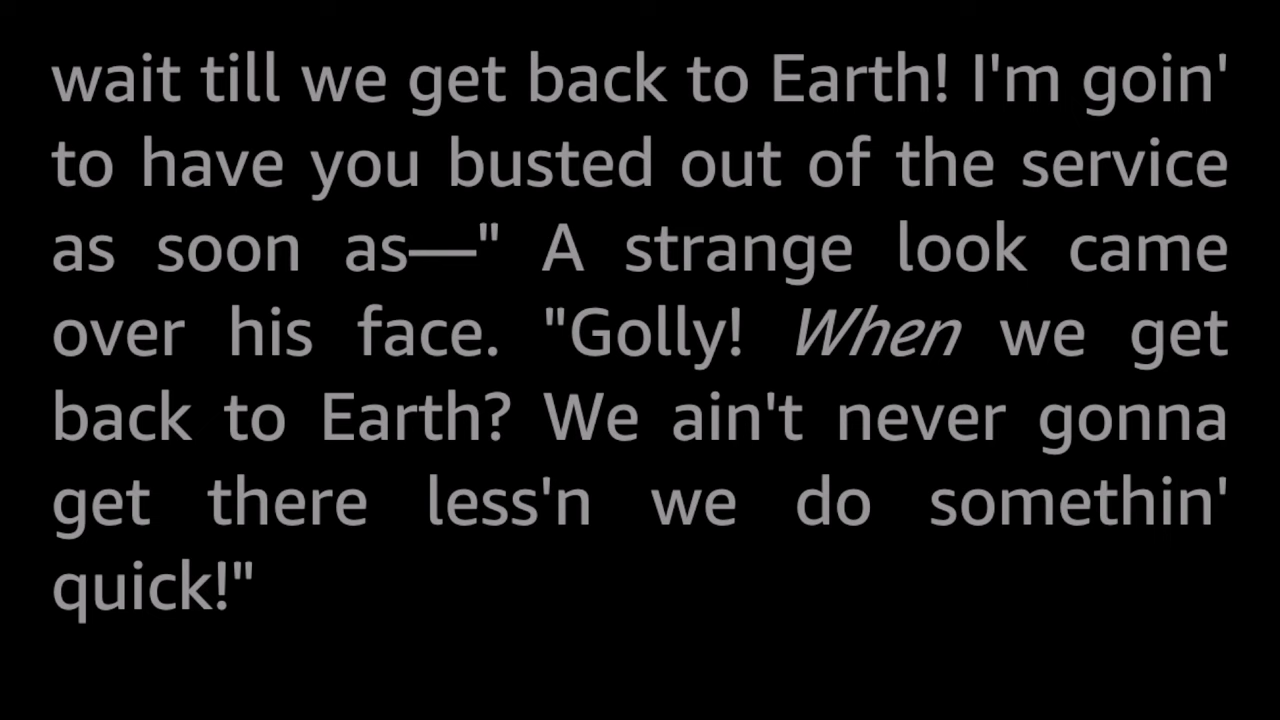 wait till we get back to Earth! I'm goin'
to have you busted out of the service
as soon as—" A strange look came
over his face. "Golly! When we get
back to Earth? We ain't never gonna
get there less'n we do somethin'
quick!"